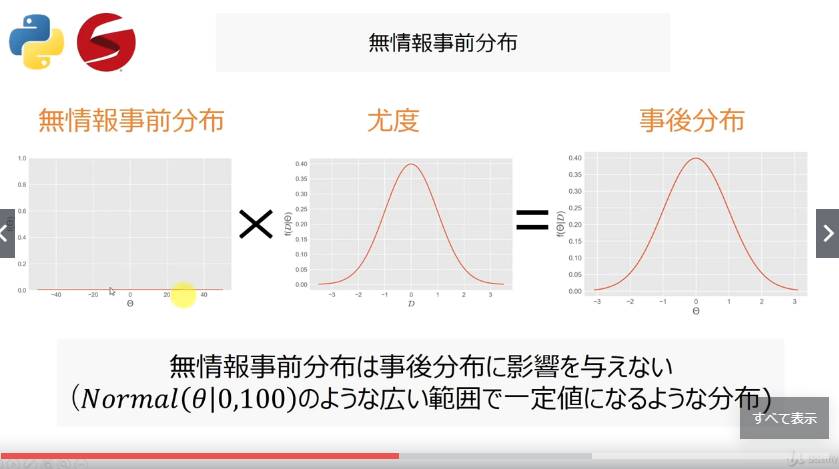 無情報事前分布
無情報事前分布 尤度 事後分布
1.0
0.8
0.6
0.4
0.2
0.0
−40 −20 0 20 40
Θ
×
0.40
0.35
0.30
0.25
0.20
0.15
0.10
0.05
0.00
f(D|Θ)
−3 −2 −1 0 1 2 3
D
=
0.40
0.35
0.30
0.25
0.20
0.15
0.10
0.05
0.00
f(Θ|D)
−3 −2 −1 0 1 2 3
Θ
無情報事前分布は事後分布に影響を与えない
(Normal(θ|0,100)のような広い範囲で一定値になるような分布)
すべて表示